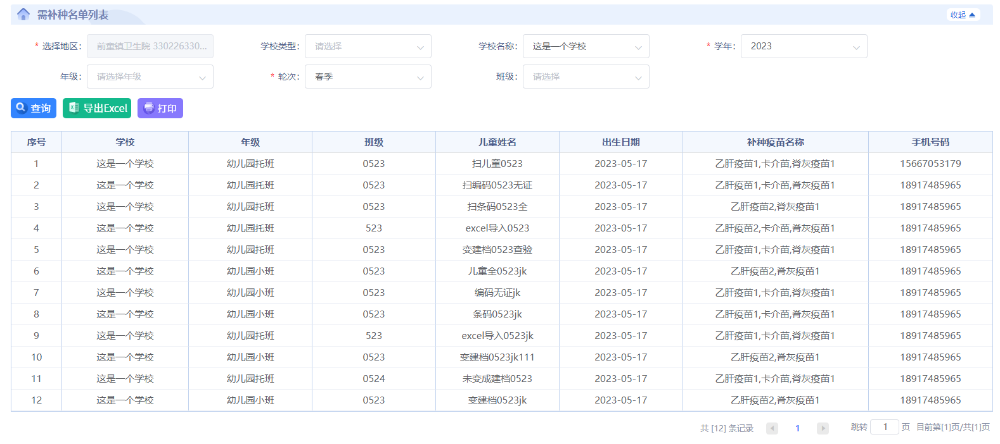 需补种名单列表 收起
* 选择地区: 前童镇卫生院 330226330... 学校类型: 请选择 学校名称: 这是一个学校 * 学年: 2023
年级: 请选择年级 * 轮次: 春季 班级: 请选择
查询 导出Excel 打印
序号 学校 年级 班级 儿童姓名 出生日期 补种疫苗名称 手机号码
1 这是一个学校 幼儿园托班 0523 扫儿童0523 2023-05-17 乙肝疫苗1,卡介苗,脊灰疫苗1 15667053179
2 这是一个学校 幼儿园托班 0523 扫编码0523无证 2023-05-17 乙肝疫苗1,卡介苗,脊灰疫苗1 18917485965
3 这是一个学校 幼儿园托班 0523 扫条码0523全 2023-05-17 乙肝疫苗2,脊灰疫苗1 18917485965
4 这是一个学校 幼儿园托班 523 excel导入0523 2023-05-17 乙肝疫苗2,卡介苗,脊灰疫苗1 18917485965
5 这是一个学校 幼儿园托班 0523 变建档0523查验 2023-05-17 乙肝疫苗1,卡介苗,脊灰疫苗1 18917485965
6 这是一个学校 幼儿园小班 0523 儿童全0523jk 2023-05-17 乙肝疫苗2,脊灰疫苗1 18917485965
7 这是一个学校 幼儿园小班 0523 编码无证jk 2023-05-17 乙肝疫苗1,卡介苗,脊灰疫苗1 18917485965
8 这是一个学校 幼儿园小班 0523 条码0523jk 2023-05-17 乙肝疫苗1,卡介苗,脊灰疫苗1 18917485965
9 这是一个学校 幼儿园小班 523 excel导入0523jk 2023-05-17 乙肝疫苗1,卡介苗,脊灰疫苗1 18917485965
10 这是一个学校 幼儿园小班 0523 变建档0523jk111 2023-05-17 乙肝疫苗2,脊灰疫苗1 18917485965
11 这是一个学校 幼儿园托班 0524 未变成建档0523 2023-05-17 乙肝疫苗1,卡介苗,脊灰疫苗1 18917485965
12 这是一个学校 幼儿园小班 0523 变建档0523jk 2023-05-17 乙肝疫苗2,脊灰疫苗1 18917485965
共 [12] 条记录 1 跳转 1 页 目前第[1]页/共[1]页